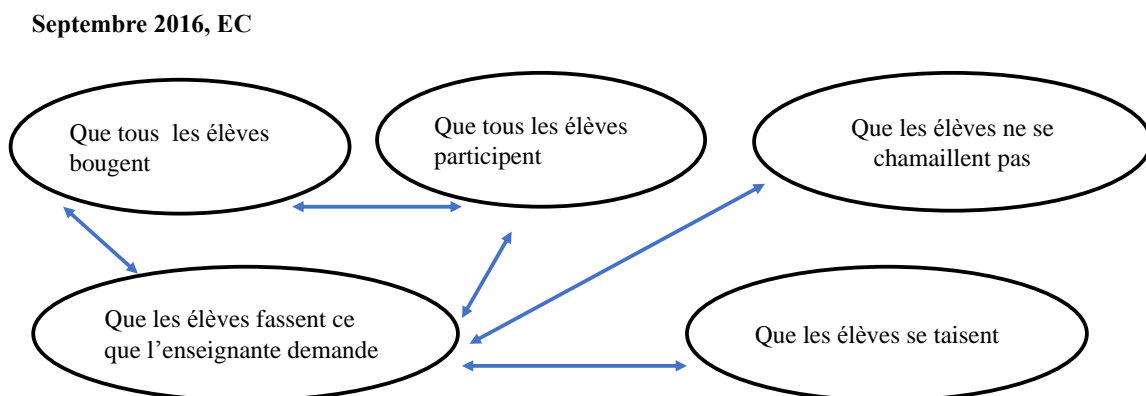 Septembre 2016, EC
Que tous les élèves
bougent
Que tous les élèves
participent
Que les élèves ne se
chamaillent pas
Que les élèves fassent ce
que l’enseignante demande
Que les élèves se taisent